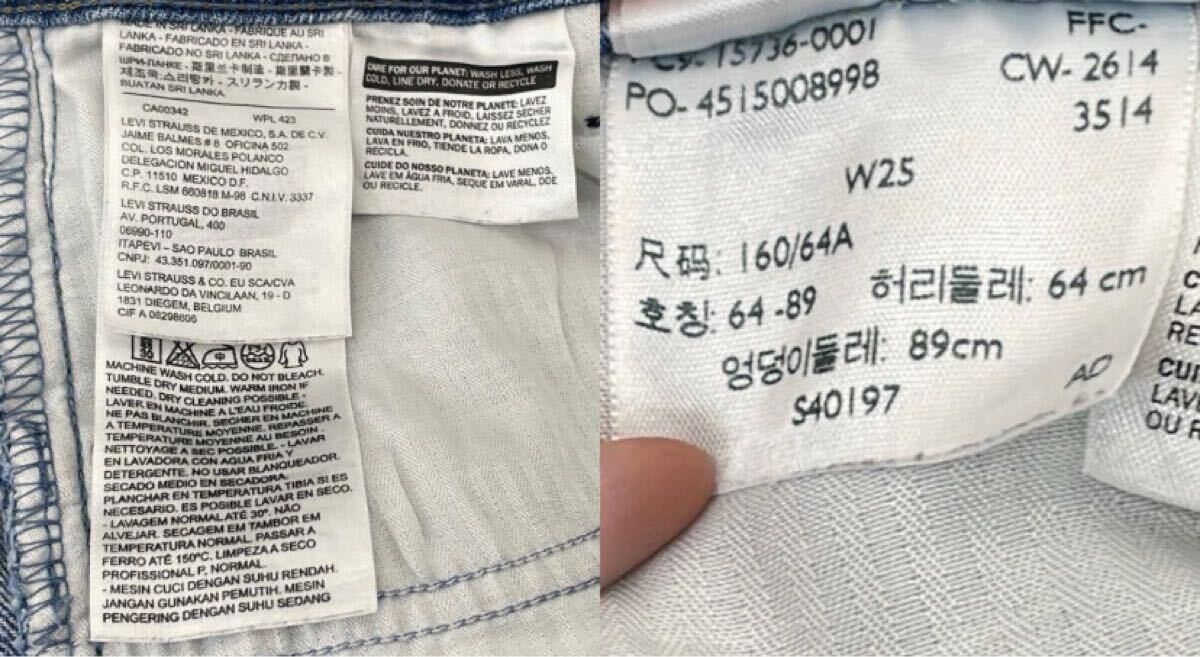 MADE IN SRI LANKA - FABRIQUE AU SRI
LANKA - FABRICADO EN SRI LANKA -
FABRICADO NO SRI LANKA - СДЕЛАНО В
ШРИ-ЛАНКЕ - 斯里兰卡制造 - 斯里蘭卡製 -
제조국:스리랑카 - スリランカ製 -
BUATAN SRI LANKA
CA00342 WPL 423
LEVI STRAUSS DE MEXICO, S.A. DE C.V.
JAIME BALMES # 8 OFICINA 502
COL. LOS MORALES POLANCO
DELEGACION MIGUEL HIDALGO
C.P. 11510 MEXICO D.F.
R.F.C. LSM 660818 M-98 C.N.I.V. 3337
LEVI STRAUSS DO BRASIL
AV. PORTUGAL, 400
06990-110
ITAPEVI – SAO PAULO BRASIL
CNPJ: 43.351.097/0001-90
LEVI STRAUSS & CO. EU SCA/CVA
LEONARDO DA VINCILAAN, 19 - D
1831 DIEGEM, BELGIUM
CIF A 08298606
MACHINE WASH COLD. DO NOT BLEACH.
TUMBLE DRY MEDIUM. WARM IRON IF
NEEDED. DRY CLEANING POSSIBLE -
LAVER EN MACHINE A L'EAU FROIDE.
NE PAS BLANCHIR. SECHER EN MACHINE
A TEMPERATURE MOYENNE. REPASSER A
TEMPERATURE MOYENNE AU BESOIN -
NETTOYAGE A SEC POSSIBLE. - LAVAR
EN LAVADORA CON AGUA FRIA Y
DETERGENTE. NO USAR BLANQUEADOR.
SECADO MEDIO EN SECADORA.
PLANCHAR EN TEMPERATURA TIBIA SI ES
NECESARIO. ES POSIBLE LAVAR EN SECO.
- LAVAGEM NORMAL ATÉ 30º. NÃO
ALVEJAR. SECAGEM EM TAMBOR EM
TEMPERATURA NORMAL. PASSAR A
FERRO ATÉ 150ºC. LIMPEZA A SECO
PROFISSIONAL P. NORMAL.
- MESIN CUCI DENGAN SUHU RENDAH.
JANGAN GUNAKAN PEMUTIH. MESIN
PENGERING DENGAN SUHU SEDANG
CARE FOR OUR PLANET: WASH LESS, WASH
COLD, LINE DRY, DONATE OR RECYCLE
PRENEZ SOIN DE NOTRE PLANETE: LAVEZ
MOINS, LAVEZ A FROID, LAISSEZ SECHER
NATURELLEMENT, DONNEZ OU RECYCLEZ
CUIDA NUESTRO PLANETA: LAVA MENOS,
LAVA EN FRIO, TIENDE LA ROPA, DONA O
RECICLA.
CUIDE DO NOSSO PLANETA: LAVE MENOS,
LAVE EM ÁGUA FRIA, SEQUE EM VARAL, DOE
OU RECICLE.
15736-0001 FFC-
PO- 4515008998 CW- 2614
3514
W25
尺码: 160/64A
호칭: 64 -89 허리둘레: 64 cm
엉덩이둘레: 89cm
S40197 AD
RE
CUI
LAV
OU R